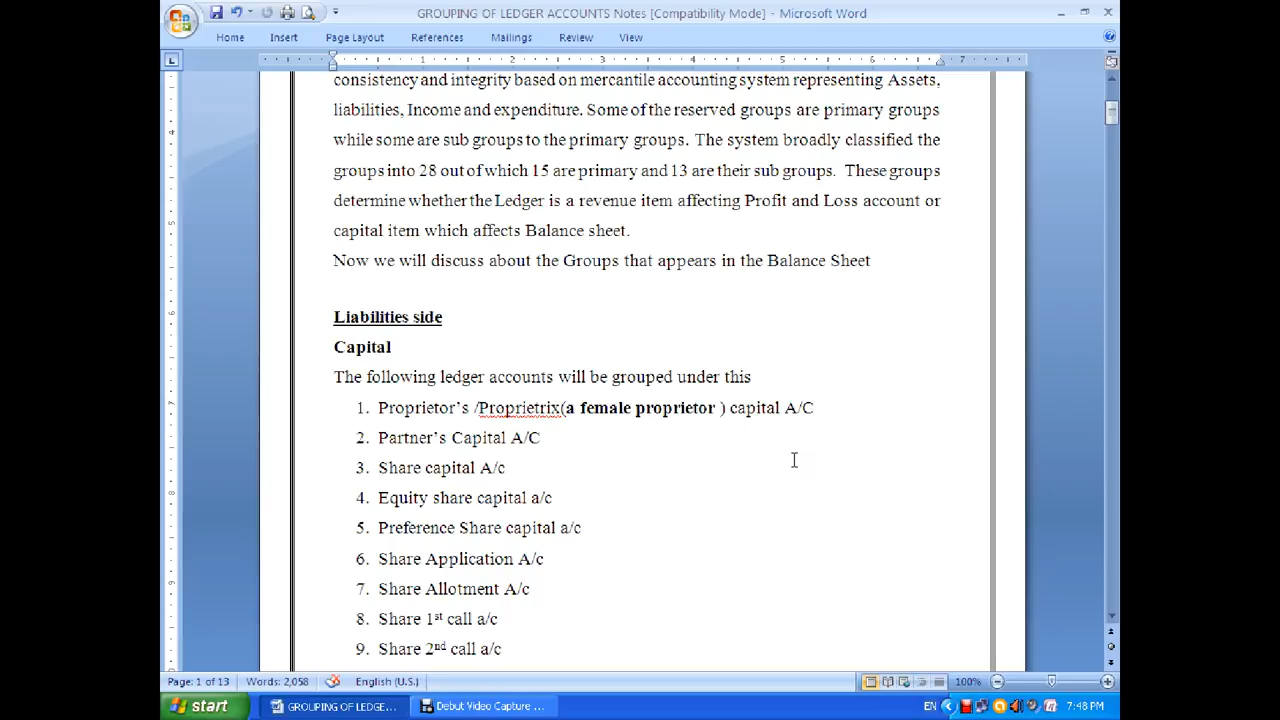 GROUPING OF LEDGER ACCOUNTS Notes [Compatibility Mode] - Microsoft Word
Home Insert Page Layout References Mailings Review View
1 2 3 4 5 6 7
consistency and integrity based on mercantile accounting system representing Assets,
liabilities, Income and expenditure. Some of the reserved groups are primary groups
while some are sub groups to the primary groups. The system broadly classified the
groups into 28 out of which 15 are primary and 13 are their sub groups. These groups
determine whether the Ledger is a revenue item affecting Profit and Loss account or
capital item which affects Balance sheet.
Now we will discuss about the Groups that appears in the Balance Sheet
Liabilities side
Capital
The following ledger accounts will be grouped under this
1. Proprietor’s /Proprietrix(a female proprietor ) capital A/C
2. Partner’s Capital A/C
3. Share capital A/c
4. Equity share capital a/c
5. Preference Share capital a/c
6. Share Application A/c
7. Share Allotment A/c
8. Share 1st call a/c
9. Share 2nd call a/c
Page: 1 of 13 Words: 2,058 English (U.S.) 100%
start GROUPING OF LEDGE... Debut Video Capture ... EN 7:48 PM